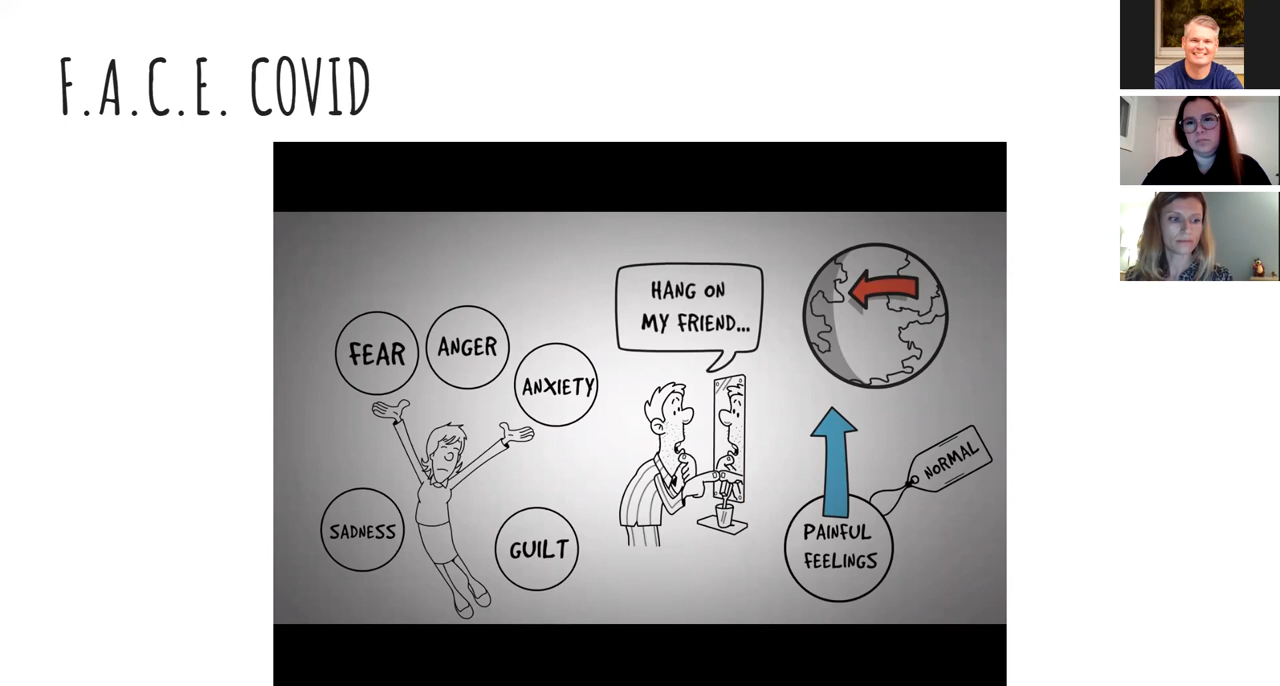 F.A.C.E. COVID
HANG ON
MY FRIEND...
FEAR
ANGER
ANXIETY
SADNESS
GUILT
NORMAL
PAINFUL
FEELINGS